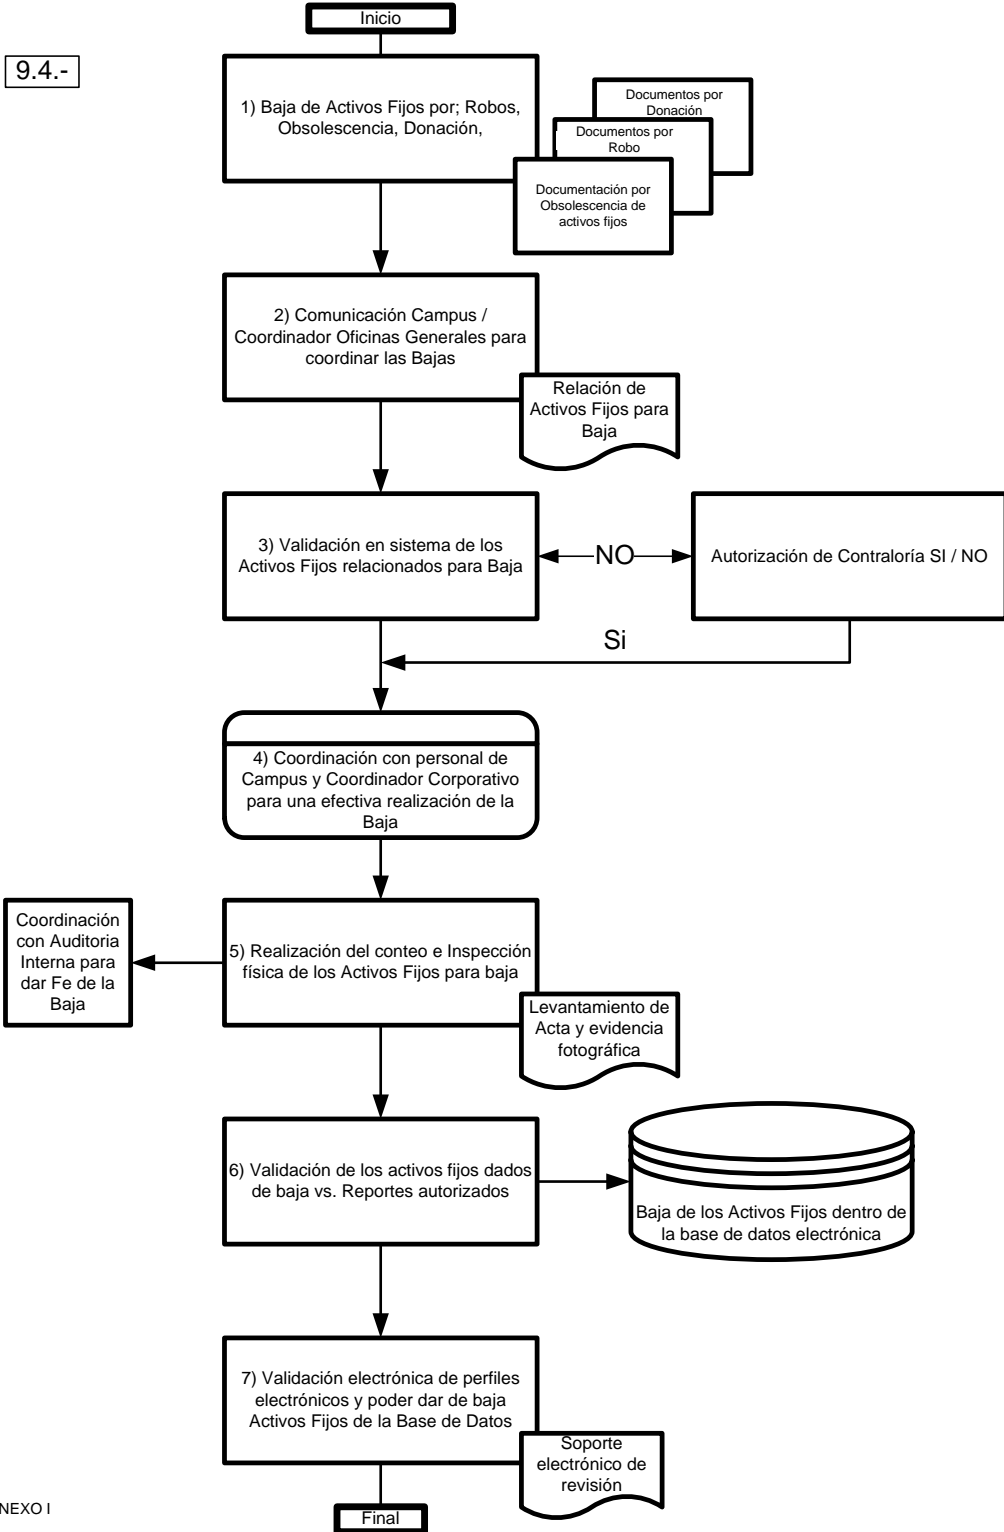 Inicio
9.4.-
1) Baja de Activos Fijos por; Robos,
Obsolescencia, Donación,
Documentos por
Donación
Documentos por
Robo
Documentación por
Obsolescencia de
activos fijos
2) Comunicación Campus /
Coordinador Oficinas Generales para
coordinar las Bajas
Relación de
Activos Fijos para
Baja
3) Validación en sistema de los
Activos Fijos relacionados para Baja
NO
Autorización de Contraloría SI / NO
Si
4) Coordinación con personal de
Campus y Coordinador Corporativo
para una efectiva realización de la
Baja
Coordinación
con Auditoria
Interna para
dar Fe de la
Baja
5) Realización del conteo e Inspección
física de los Activos Fijos para baja
Levantamiento de
Acta y evidencia
fotográfica
6) Validación de los activos fijos dados
de baja vs. Reportes autorizados
Baja de los Activos Fijos dentro de
la base de datos electrónica
7) Validación electrónica de perfiles
electrónicos y poder dar de baja
Activos Fijos de la Base de Datos
Soporte
electrónico de
revisión
NEXO I
Final